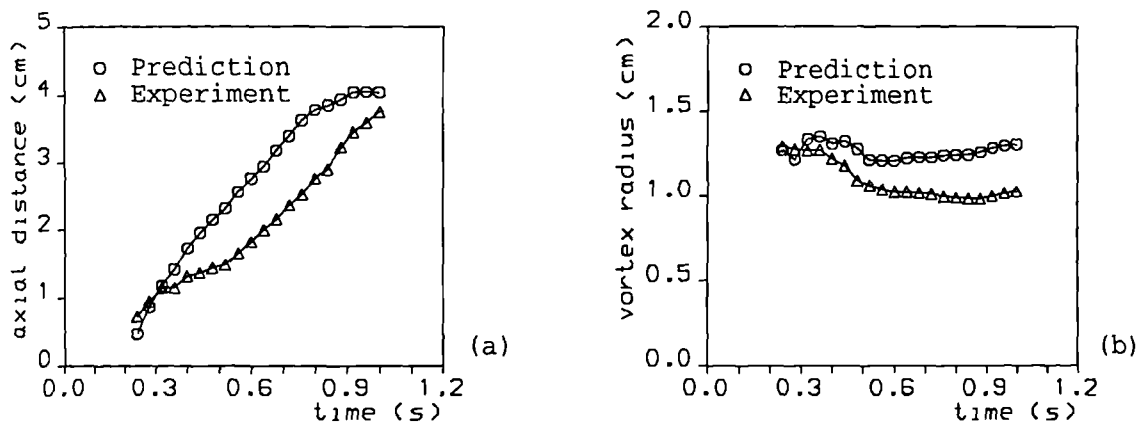 5
4
3
2
1
0
axial distance (cm)
Prediction
Experiment
0.0 0.3 0.6 0.9 1.2
time (s)
(a)
2.0
1.5
1.0
0.5
0.0
vortex radius (cm)
Prediction
Experiment
0.0 0.3 0.6 0.9 1.2
time (s)
(b)